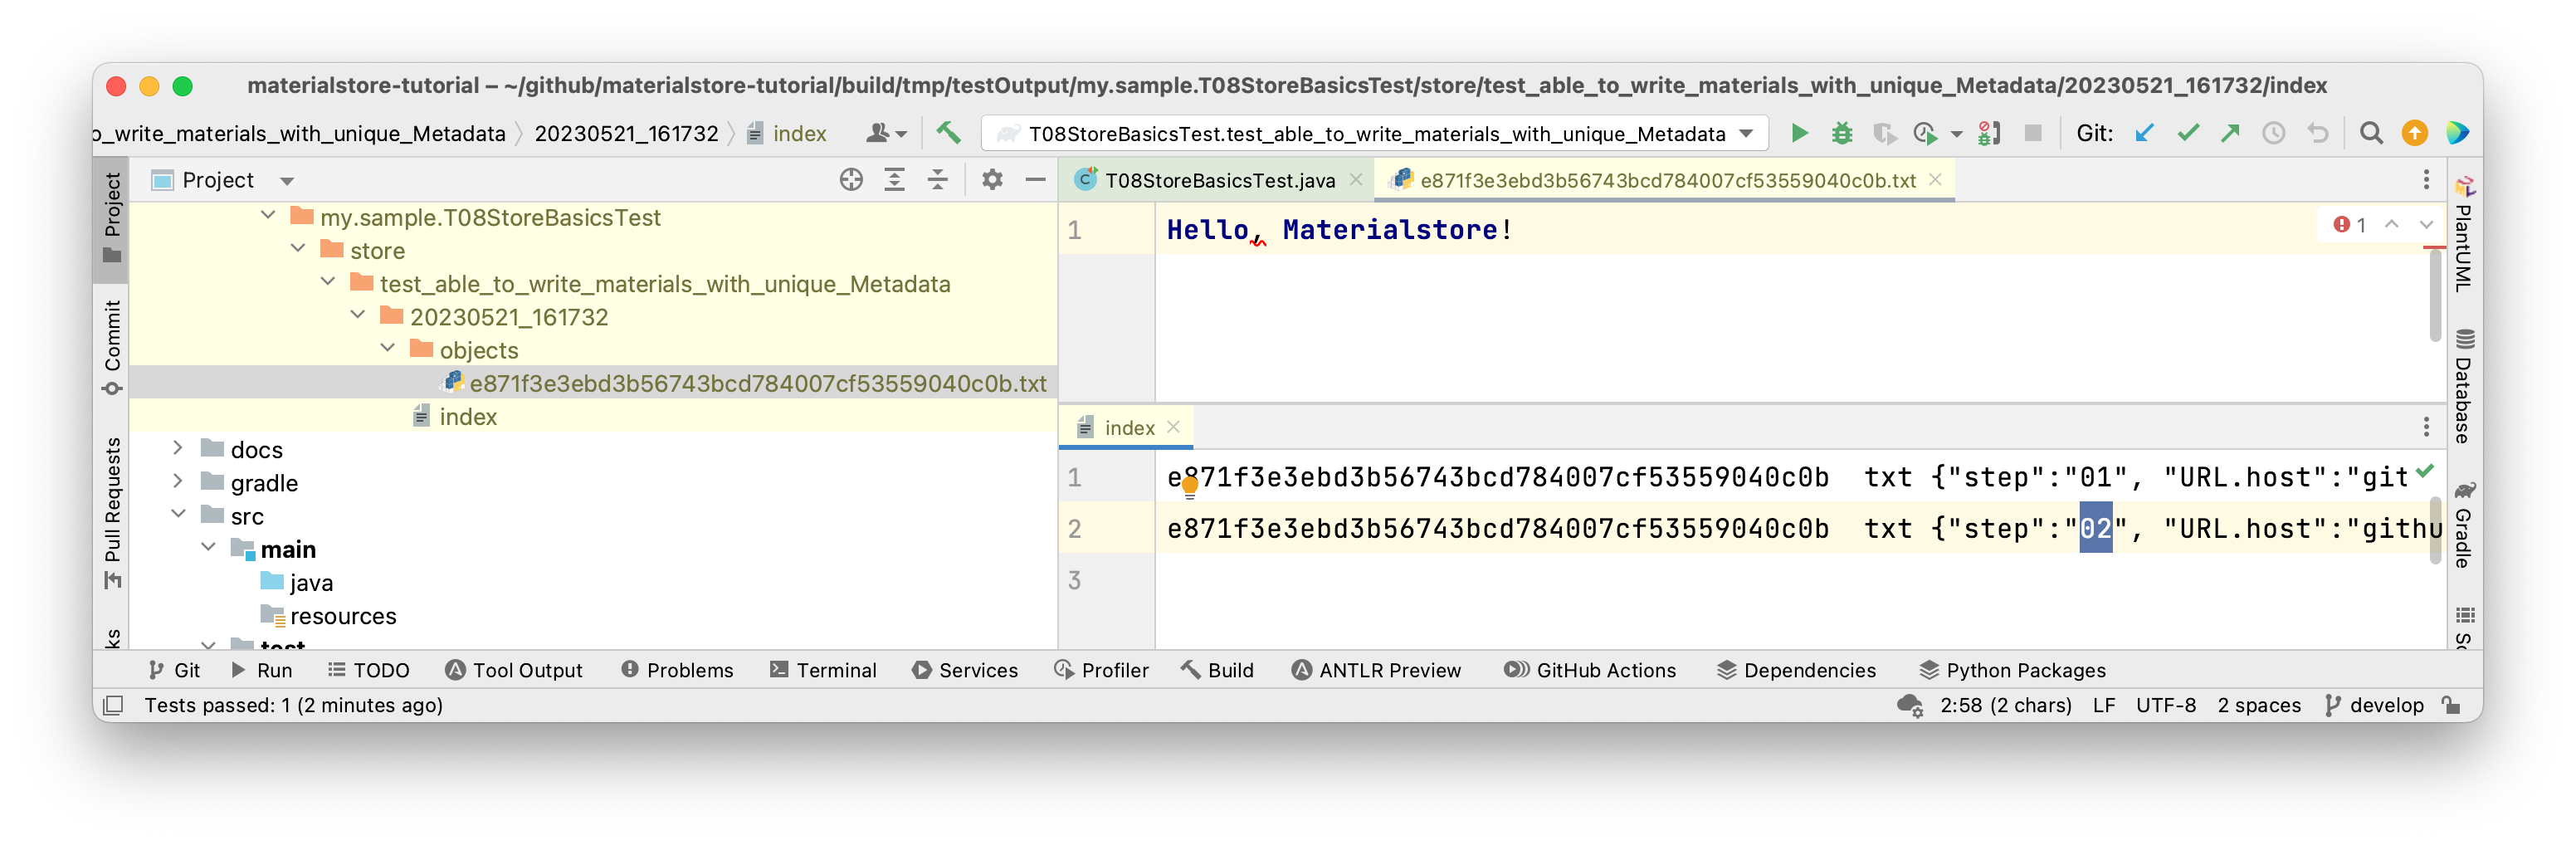 materialstore-tutorial – ~/github/materialstore-tutorial/build/tmp/testOutput/my.sample.T08StoreBasicsTest/store/test_able_to_write_materials_with_unique_Metadata/20230521_161732/index
o_write_materials_with_unique_Metadata 20230521_161732 index T08StoreBasicsTest.test_able_to_write_materials_with_unique_Metadata Git:
Project
Commit
Pull Requests
ks
Project
my.sample.T08StoreBasicsTest
store
test_able_to_write_materials_with_unique_Metadata
20230521_161732
objects
e871f3e3ebd3b56743bcd784007cf53559040c0b.txt
index
docs
gradle
src
main
java
resources
test
T08StoreBasicsTest.java e871f3e3ebd3b56743bcd784007cf53559040c0b.txt
1 Hello, Materialstore! 1
index
1 e871f3e3ebd3b56743bcd784007cf53559040c0b txt {"step":"01", "URL.host":"git
2 e871f3e3ebd3b56743bcd784007cf53559040c0b txt {"step":"02", "URL.host":"githu
3
PlantUML
Database
Gradle
Sc
Git Run TODO Tool Output Problems Terminal Services Profiler Build ANTLR Preview GitHub Actions Dependencies Python Packages
Tests passed: 1 (2 minutes ago) 2:58 (2 chars) LF UTF-8 2 spaces develop